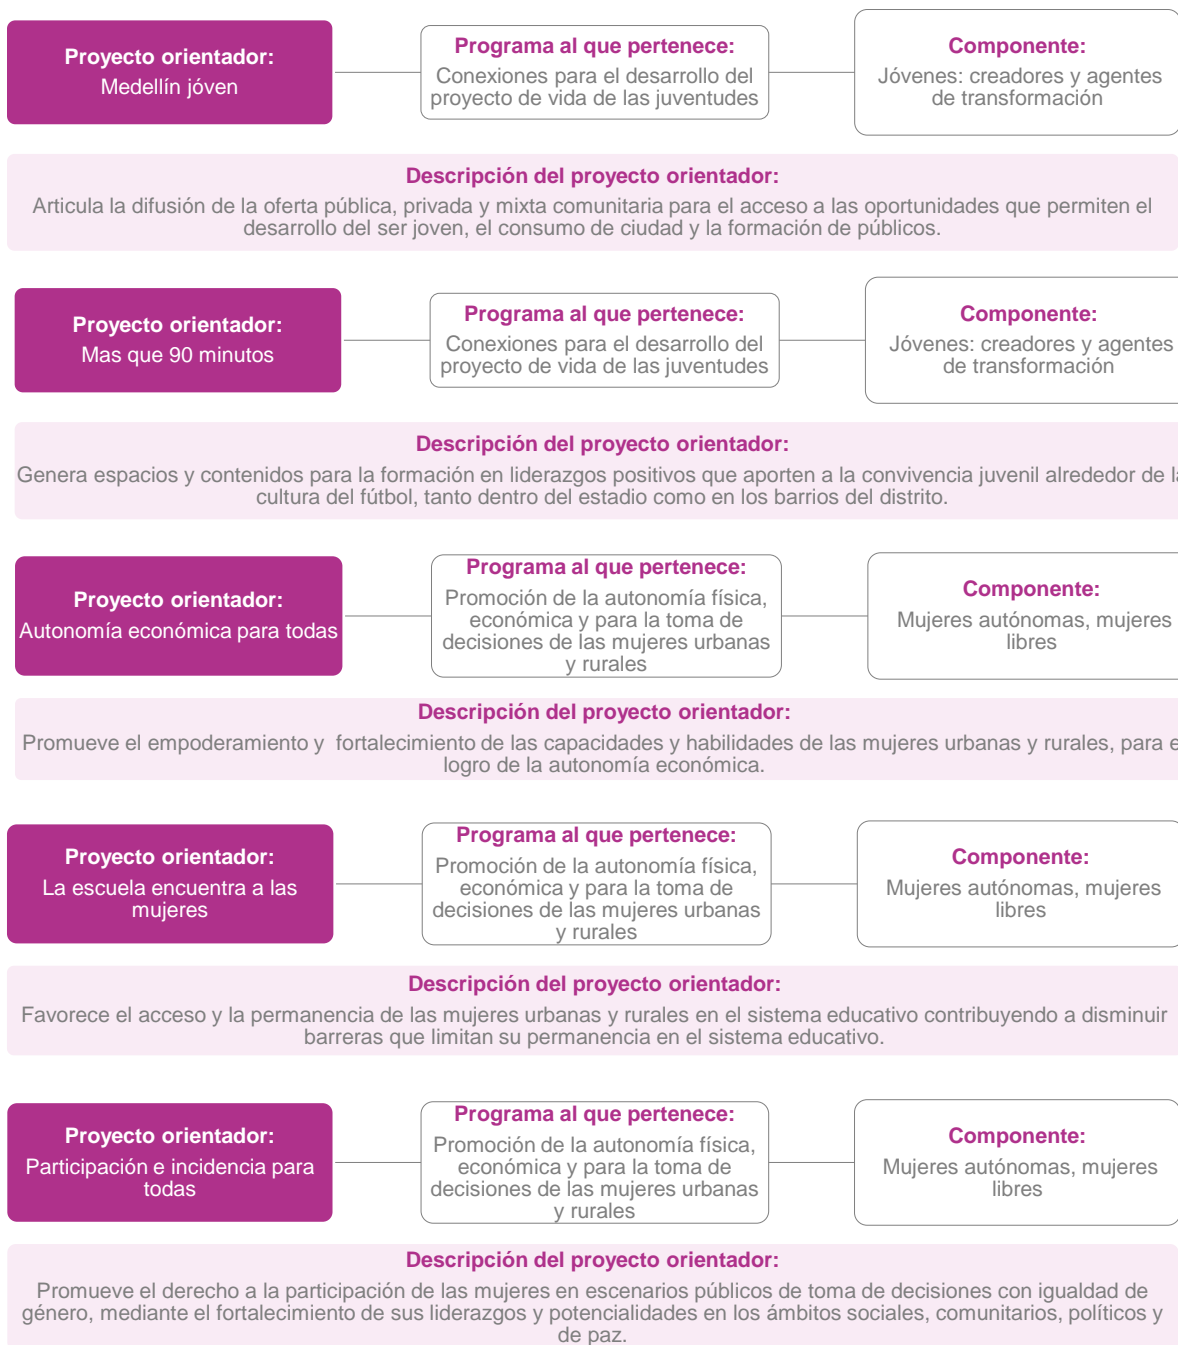 Proyecto orientador:
Medellín jóven
Programa al que pertenece:
Conexiones para el desarrollo del
proyecto de vida de las juventudes
Componente:
Jóvenes: creadores y agentes
de transformación
Descripción del proyecto orientador:
Articula la difusión de la oferta pública, privada y mixta comunitaria para el acceso a las oportunidades que permiten el
desarrollo del ser joven, el consumo de ciudad y la formación de públicos.
Proyecto orientador:
Mas que 90 minutos
Programa al que pertenece:
Conexiones para el desarrollo del
proyecto de vida de las juventudes
Componente:
Jóvenes: creadores y agentes
de transformación
Descripción del proyecto orientador:
Genera espacios y contenidos para la formación en liderazgos positivos que aporten a la convivencia juvenil alrededor de
cultura del fútbol, tanto dentro del estadio como en los barrios del distrito.
Proyecto orientador:
Autonomía económica para todas
Programa al que pertenece:
Promoción de la autonomía física,
económica y para la toma de
decisiones de las mujeres urbanas
y rurales
Componente:
Mujeres autónomas, mujeres
libres
Descripción del proyecto orientador:
Promueve el empoderamiento y fortalecimiento de las capacidades y habilidades de las mujeres urbanas y rurales, para
logro de la autonomía económica.
Proyecto orientador:
La escuela encuentra a las
mujeres
Programa al que pertenece:
Promoción de la autonomía física,
económica y para la toma de
decisiones de las mujeres urbanas
y rurales
Componente:
Mujeres autónomas, mujeres
libres
Descripción del proyecto orientador:
Favorece el acceso y la permanencia de las mujeres urbanas y rurales en el sistema educativo contribuyendo a disminuir
barreras que limitan su permanencia en el sistema educativo.
Proyecto orientador:
Participación e incidencia para
todas
Programa al que pertenece:
Promoción de la autonomía física,
económica y para la toma de
decisiones de las mujeres urbanas
y rurales
Componente:
Mujeres autónomas, mujeres
libres
Descripción del proyecto orientador:
Promueve el derecho a la participación de las mujeres en escenarios públicos de toma de decisiones con igualdad de
género, mediante el fortalecimiento de sus liderazgos y potencialidades en los ámbitos sociales, comunitarios, políticos y
de paz.